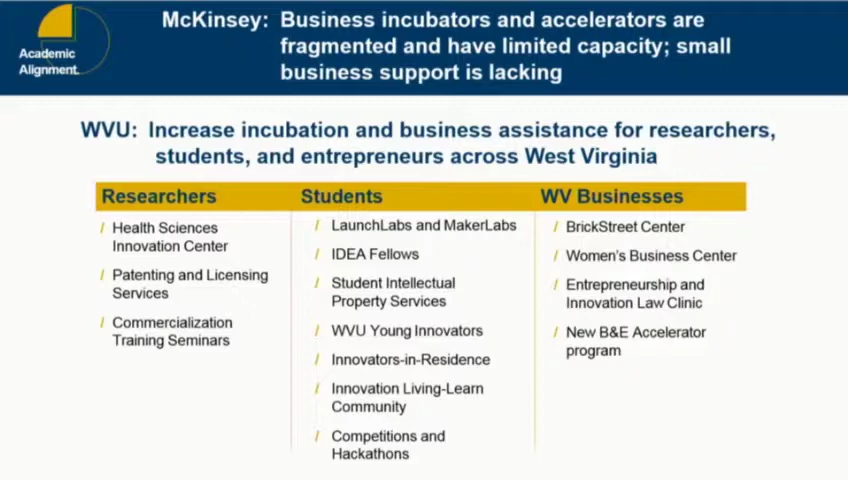 Academic
Alignment.
McKinsey: Business incubators and accelerators are
fragmented and have limited capacity; small
business support is lacking
WVU: Increase incubation and business assistance for researchers,
students, and entrepreneurs across West Virginia
Researchers
/ Health Sciences
Innovation Center
/ Patenting and Licensing
Services
/ Commercialization
Training Seminars
Students
/ LaunchLabs and MakerLabs
/ IDEA Fellows
/ Student Intellectual
Property Services
/ WVU Young Innovators
/ Innovators-in-Residence
/ Innovation Living-Learn
Community
/ Competitions and
Hackathons
WV Businesses
/ BrickStreet Center
/ Women's Business Center
/ Entrepreneurship and
Innovation Law Clinic
/ New B&E Accelerator
program